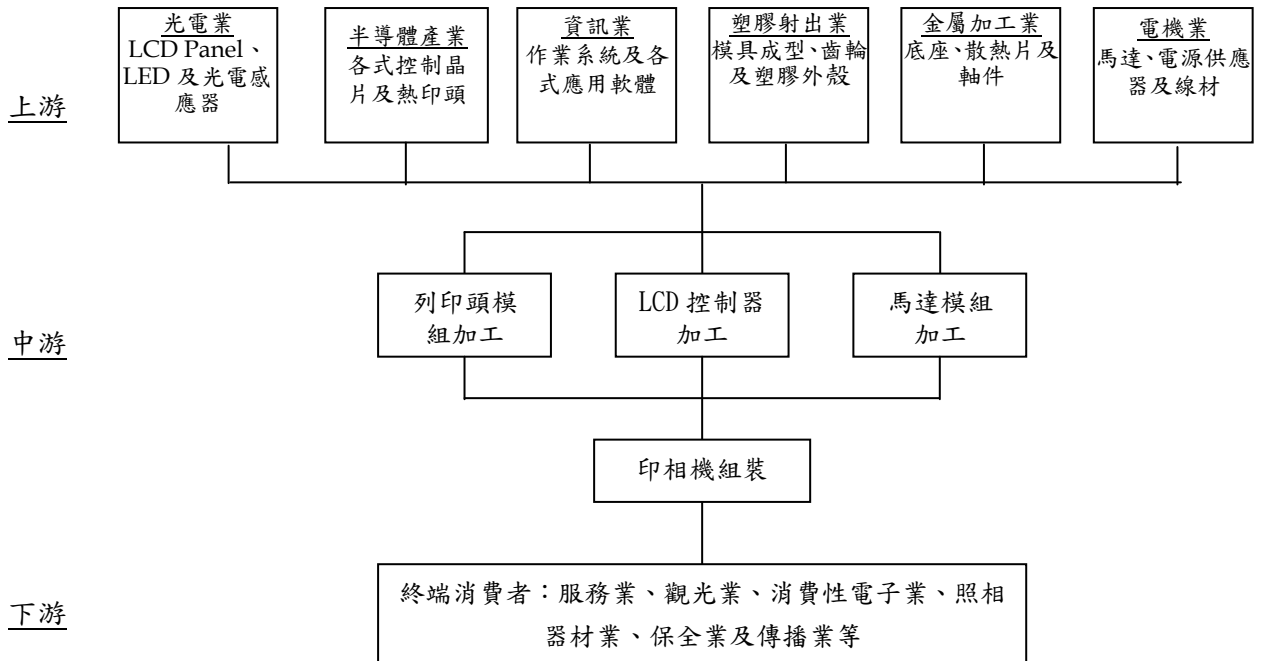 光電業
LCD Panel、
LED 及光電感
應器
半導體產業
各式控制晶
片及熱印頭
資訊業
作業系統及各
式應用軟體
塑膠射出業
模具成型、齒輪
及塑膠外殼
金屬加工業
底座、散熱片及
軸件
電機業
馬達、電源供應
器及線材
上游
列印頭模
組加工
LCD 控制器
加工
馬達模組
加工
中游
印相機組裝
終端消費者：服務業、觀光業、消費性電子業、照相
器材業、保全業及傳播業等
下游